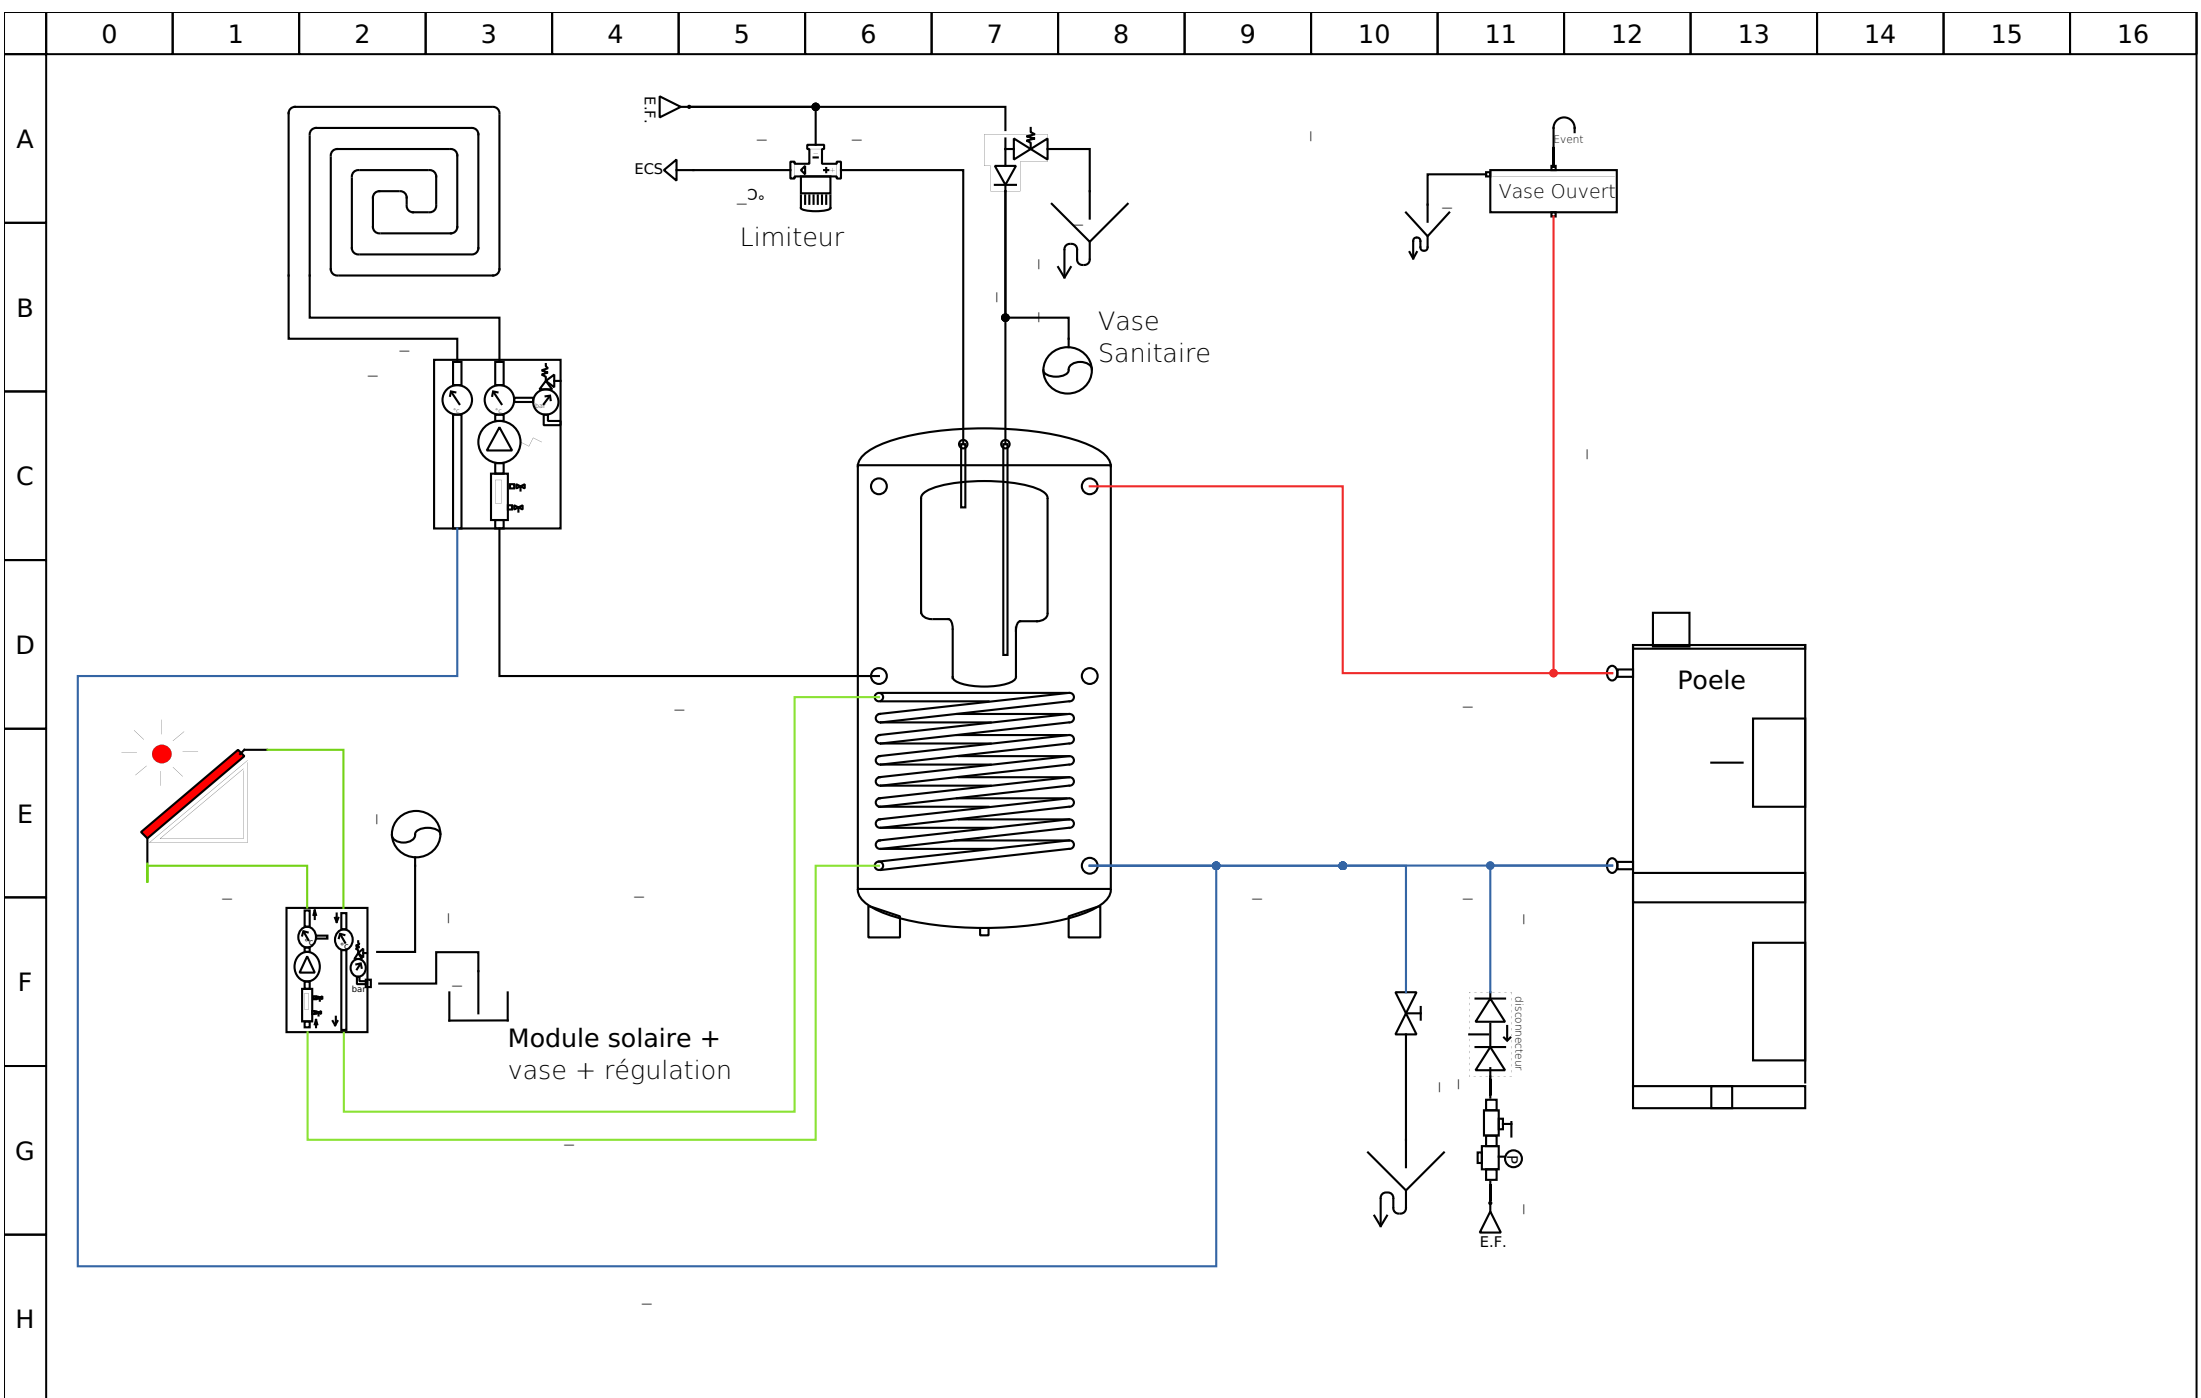 0 1 2 3 4 5 6 7 8 9 10 11 12 13 14 15 16
A
E.F.
Event
ECS
Vase Ouvert
°C
Limiteur
B
Vase
Sanitaire
C
D
Poele
E
F
bar
disconnecteur
Module solaire +
vase + régulation
G
P
E.F.
H